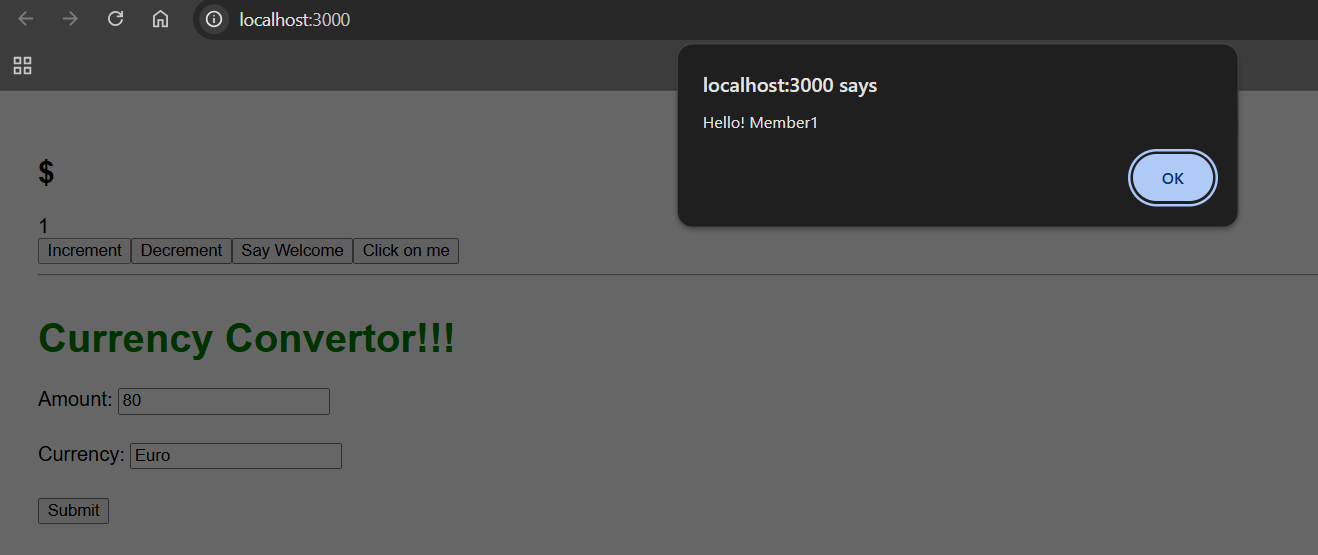 localhost:3000
localhost:3000 says
Hello! Member1
OK
$
1
Increment Decrement Say Welcome Click on me
Currency Convertor!!!
Amount: 80
Currency: Euro
Submit